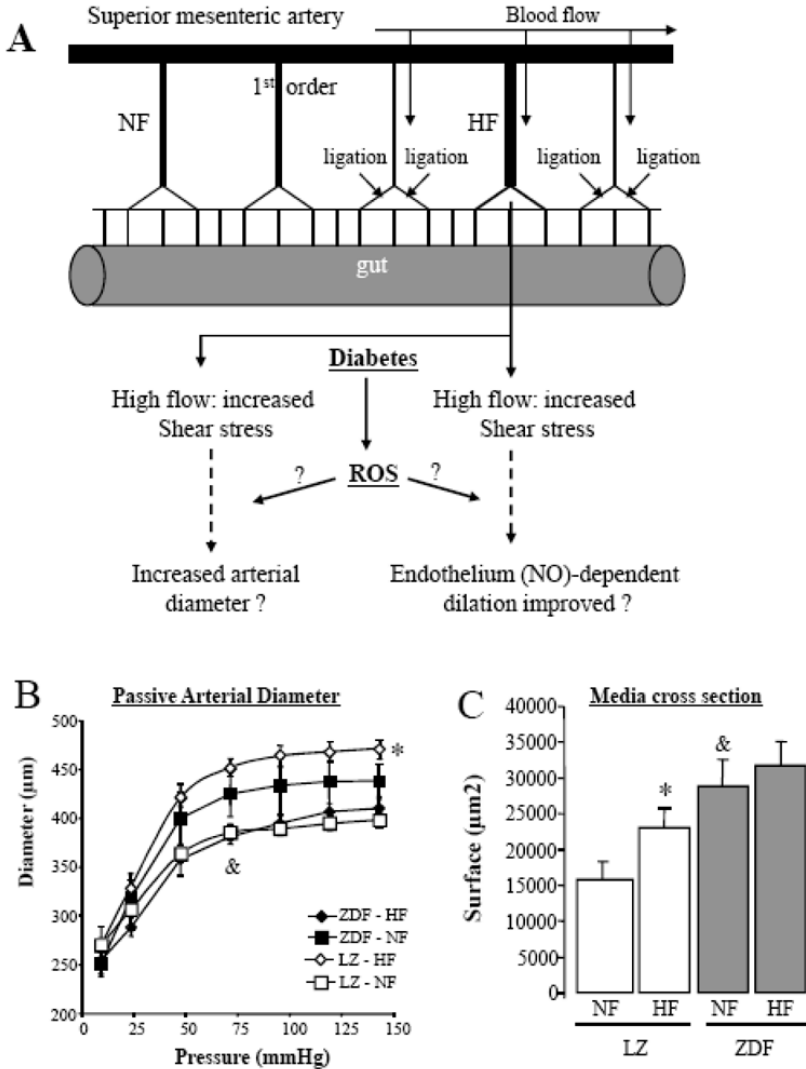 A
Superior mesenteric artery
Blood flow
1st order
NF
HF
ligation
ligation
ligation
ligation
gut
Diabetes
High flow: increased
Shear stress
High flow: increased
Shear stress
?
ROS
?
Increased arterial
diameter ?
Endothelium (NO)-dependent
dilation improved ?
B
Passive Arterial Diameter
Diameter (µm)
500
450
400
350
300
250
200
*
&
ZDF - HF
ZDF - NF
LZ - HF
LZ - NF
0
25
50
75
100
125
150
Pressure (mmHg)
C
Media cross section
Surface (µm2)
40000
35000
30000
25000
20000
15000
10000
5000
0
*
&
NF
HF
NF
HF
LZ
ZDF